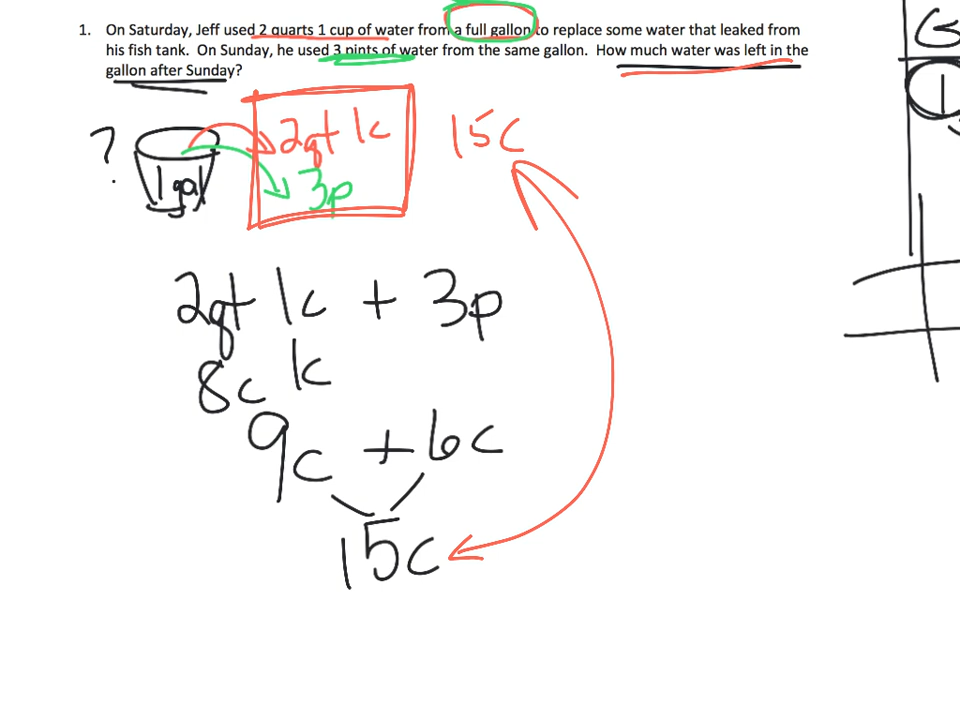 1. On Saturday, Jeff used 2 quarts 1 cup of water from a full gallon to replace some water that leaked from
his fish tank. On Sunday, he used 3 pints of water from the same gallon. How much water was left in the
gallon after Sunday?
G
1
? 1 gal 2qt 1c 15c
3p
2qt 1c + 3p
8c 1c
9c + 6c
15c